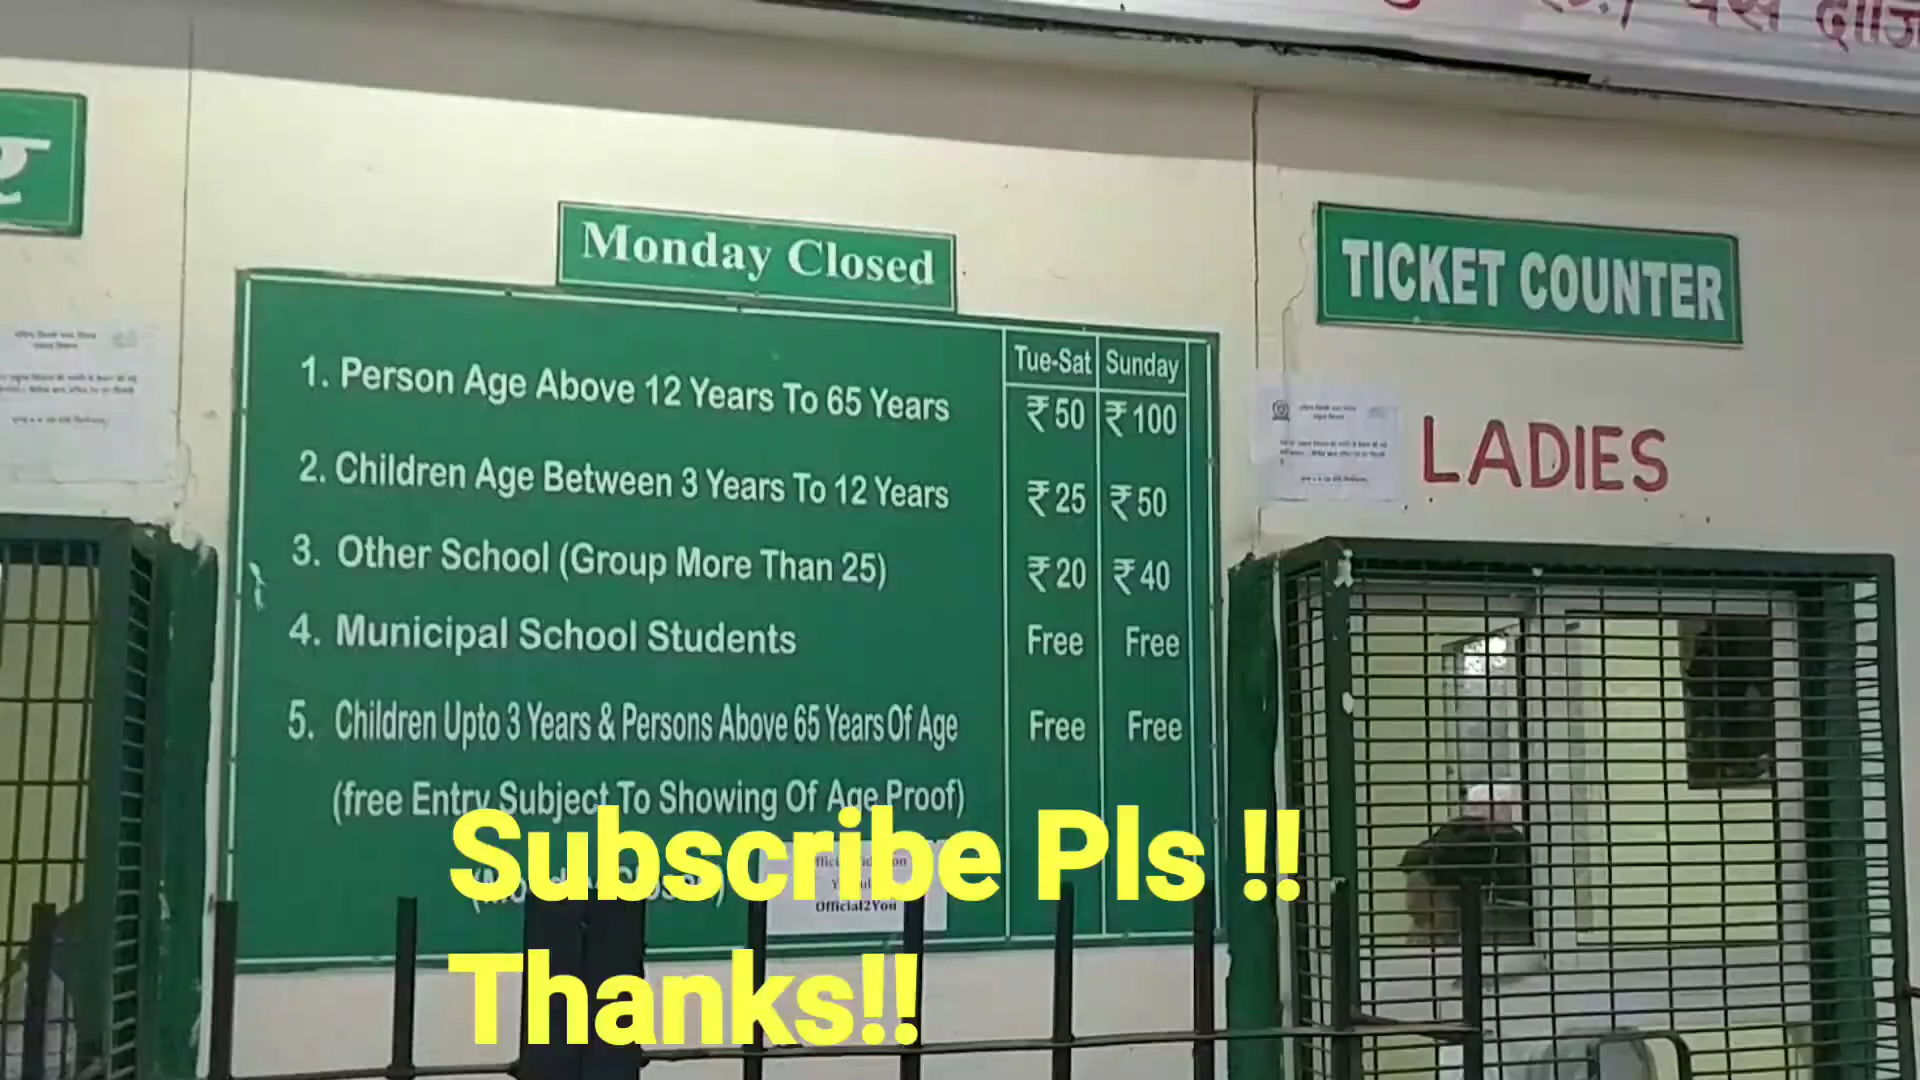 Monday Closed
TICKET COUNTER
Tue-Sat Sunday
1. Person Age Above 12 Years To 65 Years ₹50 ₹100
2. Children Age Between 3 Years To 12 Years ₹25 ₹50
3. Other School (Group More Than 25) ₹20 ₹40
4. Municipal School Students Free Free
5. Children Upto 3 Years & Persons Above 65 Years Of Age Free Free
(free Entry Subject To Showing Of Age Proof)
LADIES
Official2You
Subscribe Pls !!
Thanks!!